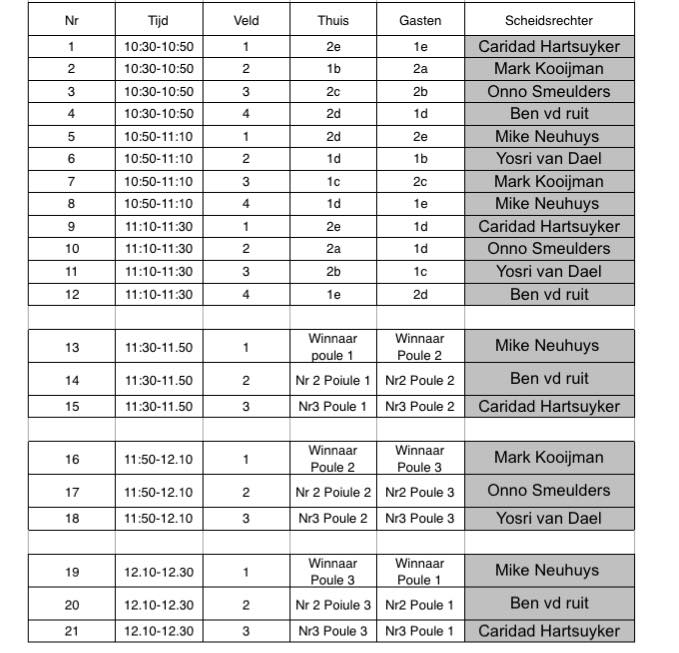 Nr Tijd Veld Thuis Gasten Scheidsrechter
1 10:30-10:50 1 2e 1e Caridad Hartsuyker
2 10:30-10:50 2 1b 2a Mark Kooijman
3 10:30-10:50 3 2c 2b Onno Smeulders
4 10:30-10:50 4 2d 1d Ben vd ruit
5 10:50-11:10 1 2d 2e Mike Neuhuys
6 10:50-11:10 2 1d 1b Yosri van Dael
7 10:50-11:10 3 1c 2c Mark Kooijman
8 10:50-11:10 4 1d 1e Mike Neuhuys
9 11:10-11:30 1 2e 1d Caridad Hartsuyker
10 11:10-11:30 2 2a 1d Onno Smeulders
11 11:10-11:30 3 2b 1c Yosri van Dael
12 11:10-11:30 4 1e 2d Ben vd ruit
13 11:30-11.50 1 Winnaar poule 1 Winnaar Poule 2 Mike Neuhuys
14 11:30-11.50 2 Nr 2 Poiule 1 Nr2 Poule 2 Ben vd ruit
15 11:30-11.50 3 Nr3 Poule 1 Nr3 Poule 2 Caridad Hartsuyker
16 11:50-12.10 1 Winnaar Poule 2 Winnaar Poule 3 Mark Kooijman
17 11:50-12.10 2 Nr 2 Poiule 2 Nr2 Poule 3 Onno Smeulders
18 11:50-12.10 3 Nr3 Poule 2 Nr3 Poule 3 Yosri van Dael
19 12.10-12.30 1 Winnaar Poule 3 Winnaar Poule 1 Mike Neuhuys
20 12.10-12.30 2 Nr 2 Poiule 3 Nr2 Poule 1 Ben vd ruit
21 12.10-12.30 3 Nr3 Poule 3 Nr3 Poule 1 Caridad Hartsuyker